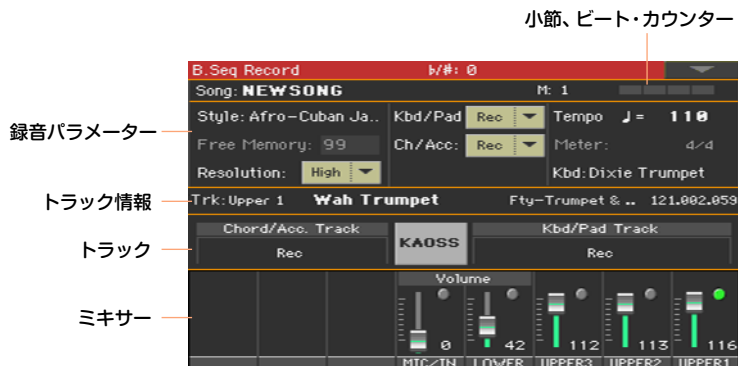 小節、ビート・カウンター
B.Seq Record ♭/#: 0
Song: NEWSONG M: 1
録音パラメーター
Style: Afro-Cuban Ja.. Kbd/Pad Rec Tempo ♩= 110
Free Memory: 99 Ch/Acc: Rec Meter: 4/4
Resolution: High Kbd:Dixie Trumpet
トラック情報
Trk:Upper 1 Wah Trumpet Fty-Trumpet & .. 121.002.059
トラック
Chord/Acc. Track KAOSS Kbd/Pad Track
Rec Rec
ミキサー
Volume
0 42 112 113 116
MIC/IN LOWER UPPER3 UPPER2 UPPER1